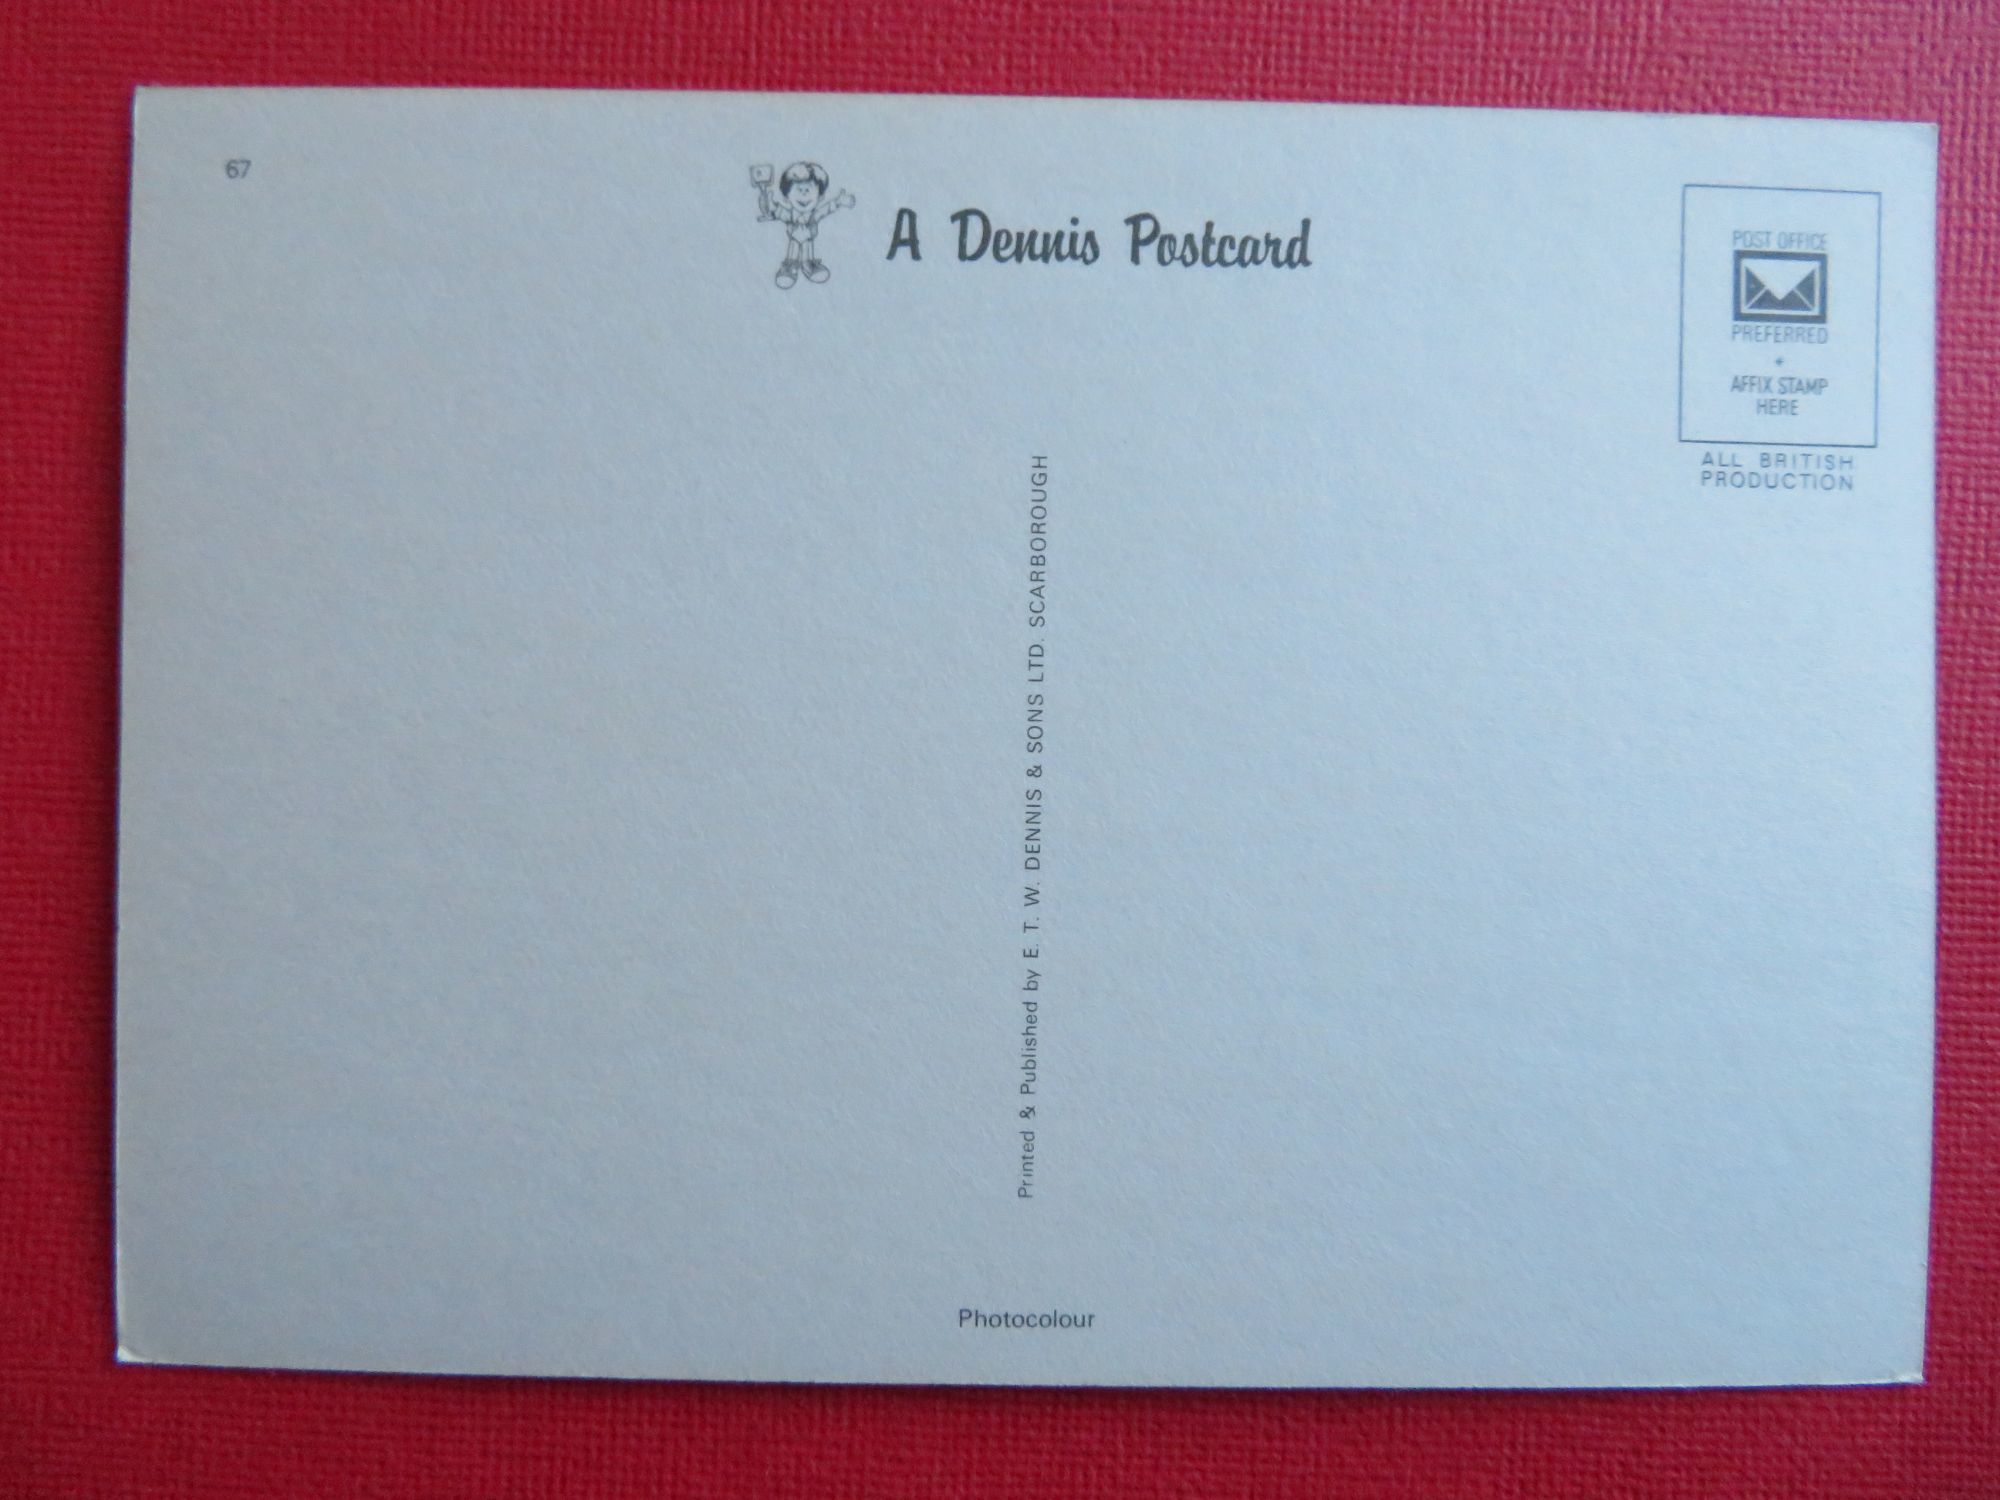 67
A Dennis Postcard
POST OFFICE
PREFERRED
+
AFFIX STAMP
HERE
ALL BRITISH
PRODUCTION
Printed & Published by E. T. W. DENNIS & SONS LTD. SCARBOROUGH
Photocolour